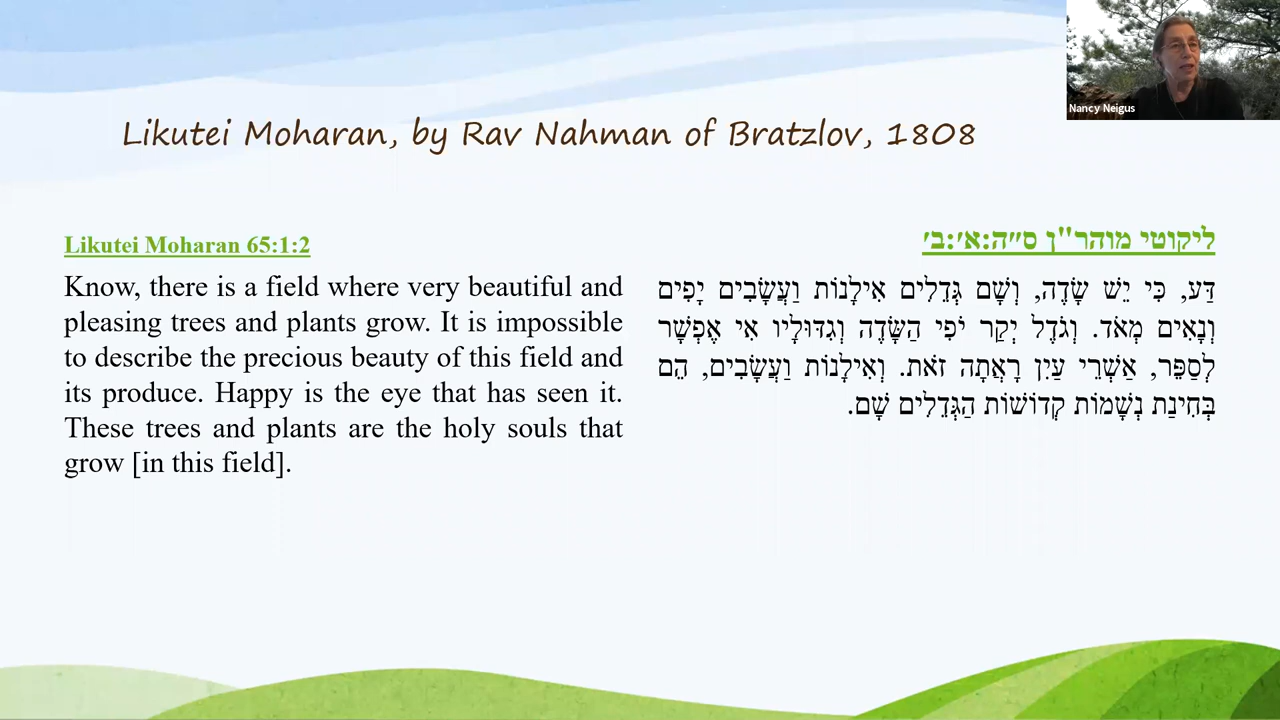 Nancy Neigus
Likutei Moharan, by Rav Nahman of Bratzlov, 1808
Likutei Moharan 65:1:2
Know, there is a field where very beautiful and
pleasing trees and plants grow. It is impossible
to describe the precious beauty of this field and
its produce. Happy is the eye that has seen it.
These trees and plants are the holy souls that
grow [in this field].
ליקוטי מוהר"ן ס״ה:א׳:ב׳
דַּע, כִּי יֵשׁ שָׂדֶה, וְשָׁם גְּדֵלִים אִילָנוֹת וַעֲשָׂבִים יָפִים
וְנָאִים מְאֹד. וְגֹדֶל יְקַר יֹפִי הַשָּׂדֶה וְגִדּוּלָיו אִי אֶפְשָׁר
לְסַפֵּר, אַשְׁרֵי עַיִן רָאֲתָה זֹאת. וְאִילָנוֹת וַעֲשָׂבִים, הֵם
בְּחִינַת נְשָׁמוֹת קְדוֹשׁוֹת הַגְּדֵלִים שָׁם.